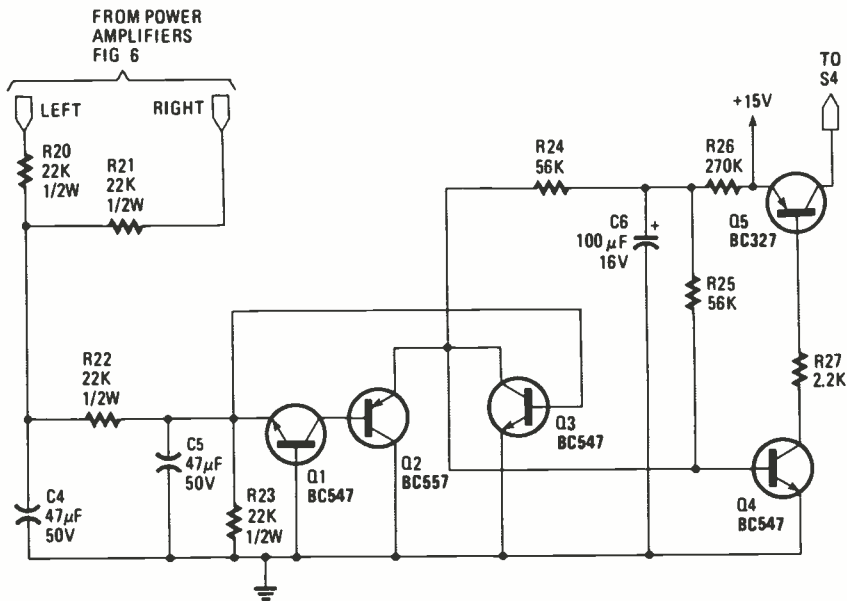 FROM POWER
AMPLIFIERS
FIG 6
LEFT
RIGHT
TO
S4
+15V
R20
22K
1/2W
R21
22K
1/2W
R24
56K
R26
270K
C6
100 μF
16V
+
Q5
BC327
R25
56K
R27
2.2K
R22
22K
1/2W
C5
47μF
50V
Q1
BC547
Q2
BC557
Q3
BC547
Q4
BC547
C4
47μF
50V
R23
22K
1/2W